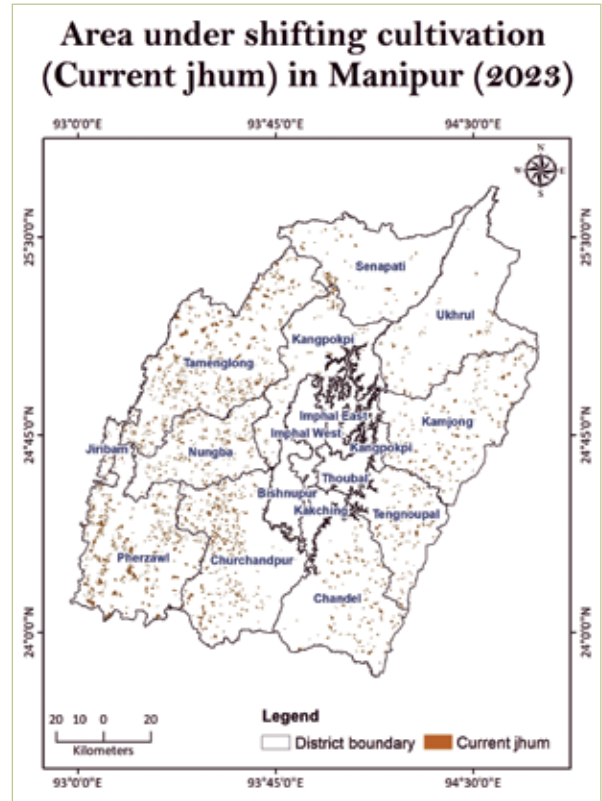 Area under shifting cultivation
(Current jhum) in Manipur (2023)
93°0'0"E 93°45'0"E 94°30'0"E
N
W E
S
25°30'0"N 25°30'0"N
Senapati
Ukhrul
Kangpokpi
Tamenglong
Imphal East
Kamjong
24°45'0"N 24°45'0"N
Imphal West
Jiribam
Nungba
Kangpokpi
Thoubal
Bishnupur
Kakching
Tengnoupal
Pherzawl
Churchandpur
Chandel
24°0'0"N 24°0'0"N
Legend
20 10 0 20
Kilometers
District boundary Current jhum
93°0'0"E 93°45'0"E 94°30'0"E